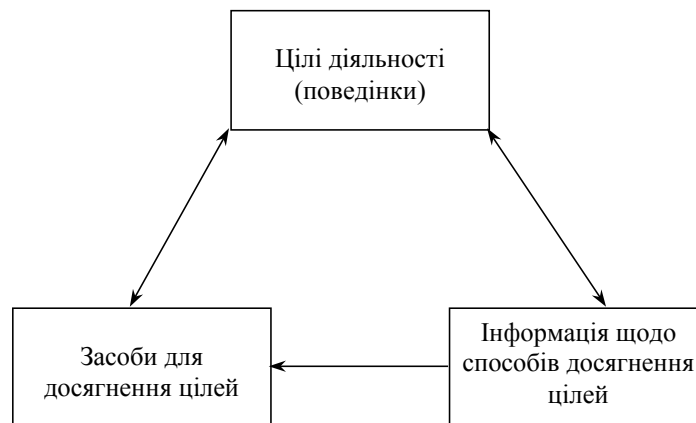 Цілі діяльності
(поведінки)
Засоби для
досягнення цілей
Інформація щодо
способів досягнення
цілей